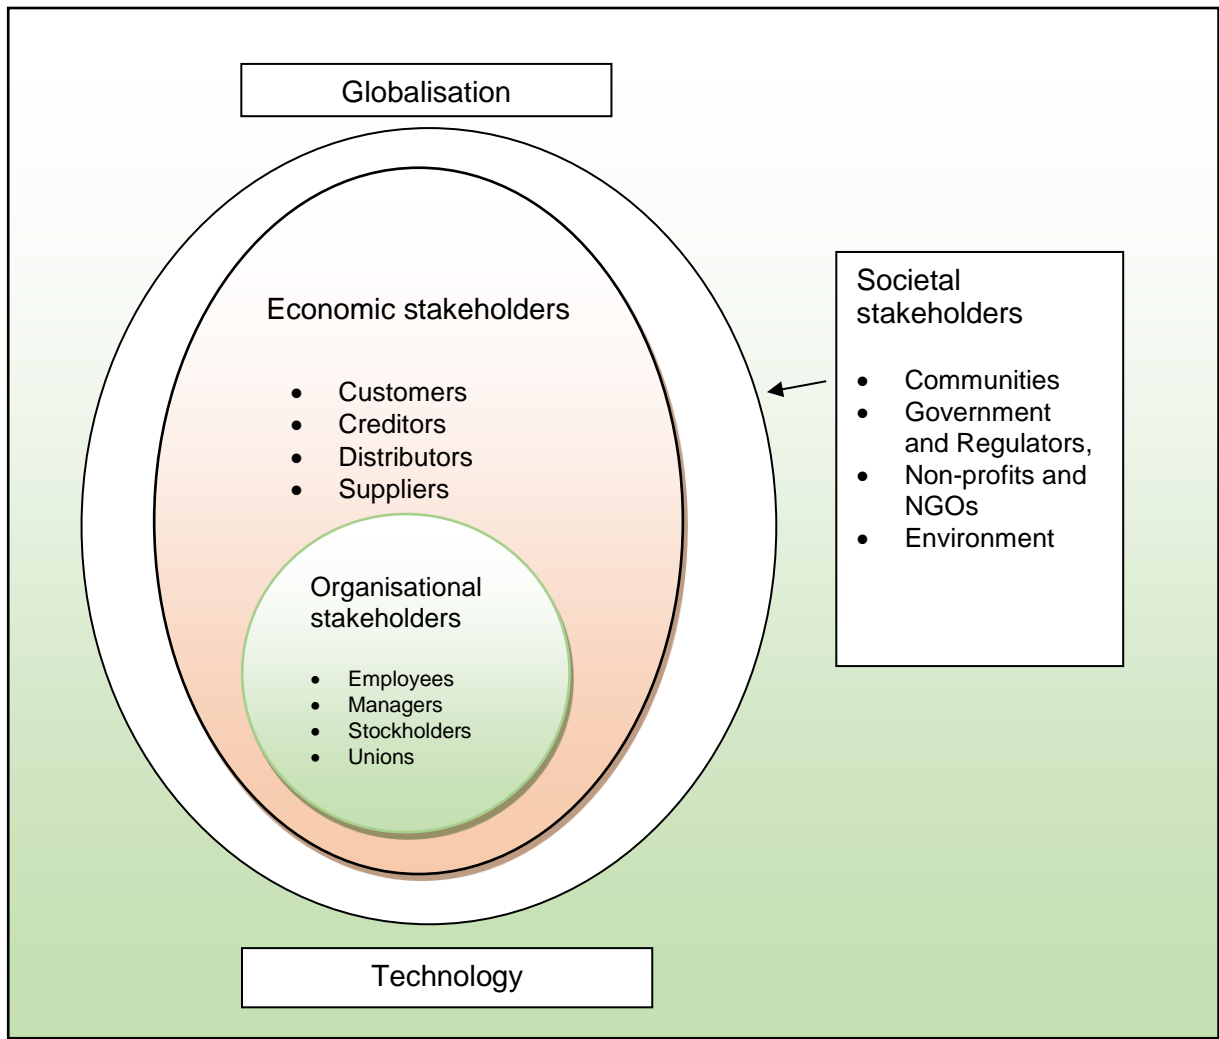 Globalisation
Economic stakeholders
• Customers
• Creditors
• Distributors
• Suppliers
Organisational
stakeholders
• Employees
• Managers
• Stockholders
• Unions
Societal
stakeholders
• Communities
• Government
and Regulators,
• Non-profits and
NGOs
• Environment
Technology